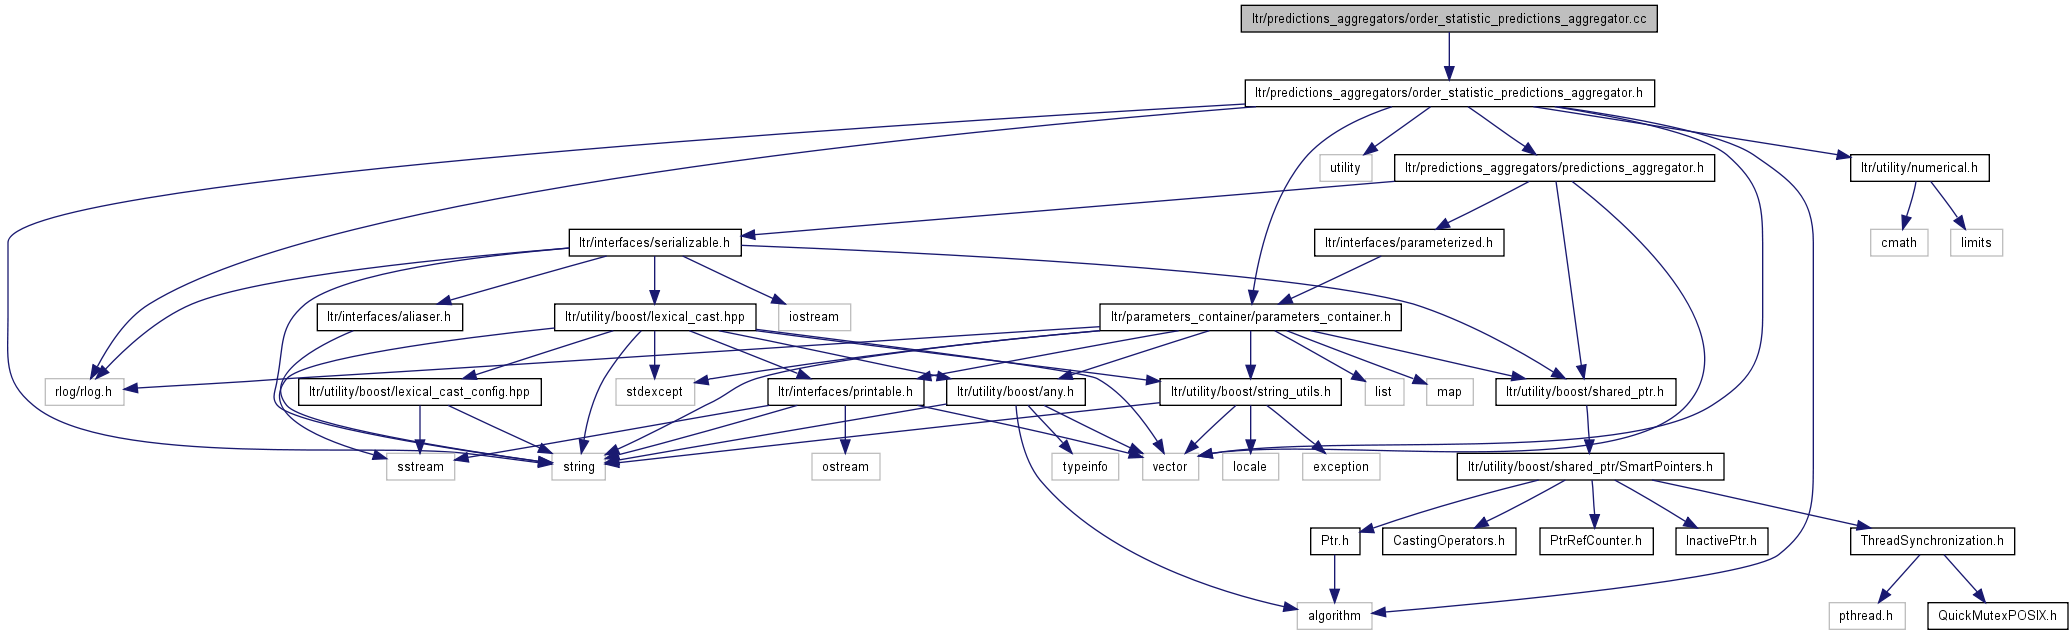 ltr/predictions_aggregators/order_statistic_predictions_aggregator.cc
ltr/predictions_aggregators/order_statistic_predictions_aggregator.h
utility
ltr/predictions_aggregators/predictions_aggregator.h
ltr/utility/numerical.h
ltr/interfaces/serializable.h
ltr/interfaces/parameterized.h
cmath
limits
ltr/interfaces/aliaser.h
ltr/utility/boost/lexical_cast.hpp
iostream
ltr/parameters_container/parameters_container.h
rlog/rlog.h
ltr/utility/boost/lexical_cast_config.hpp
stdexcept
ltr/interfaces/printable.h
ltr/utility/boost/any.h
ltr/utility/boost/string_utils.h
list
map
ltr/utility/boost/shared_ptr.h
sstream
string
ostream
typeinfo
vector
locale
exception
ltr/utility/boost/shared_ptr/SmartPointers.h
Ptr.h
CastingOperators.h
PtrRefCounter.h
InactivePtr.h
ThreadSynchronization.h
algorithm
pthread.h
QuickMutexPOSIX.h